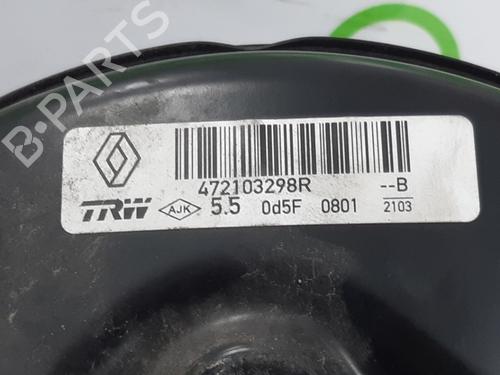 B-PARTS
472103298R --B
TRW AJK 5.5 0d5F 0801 2103